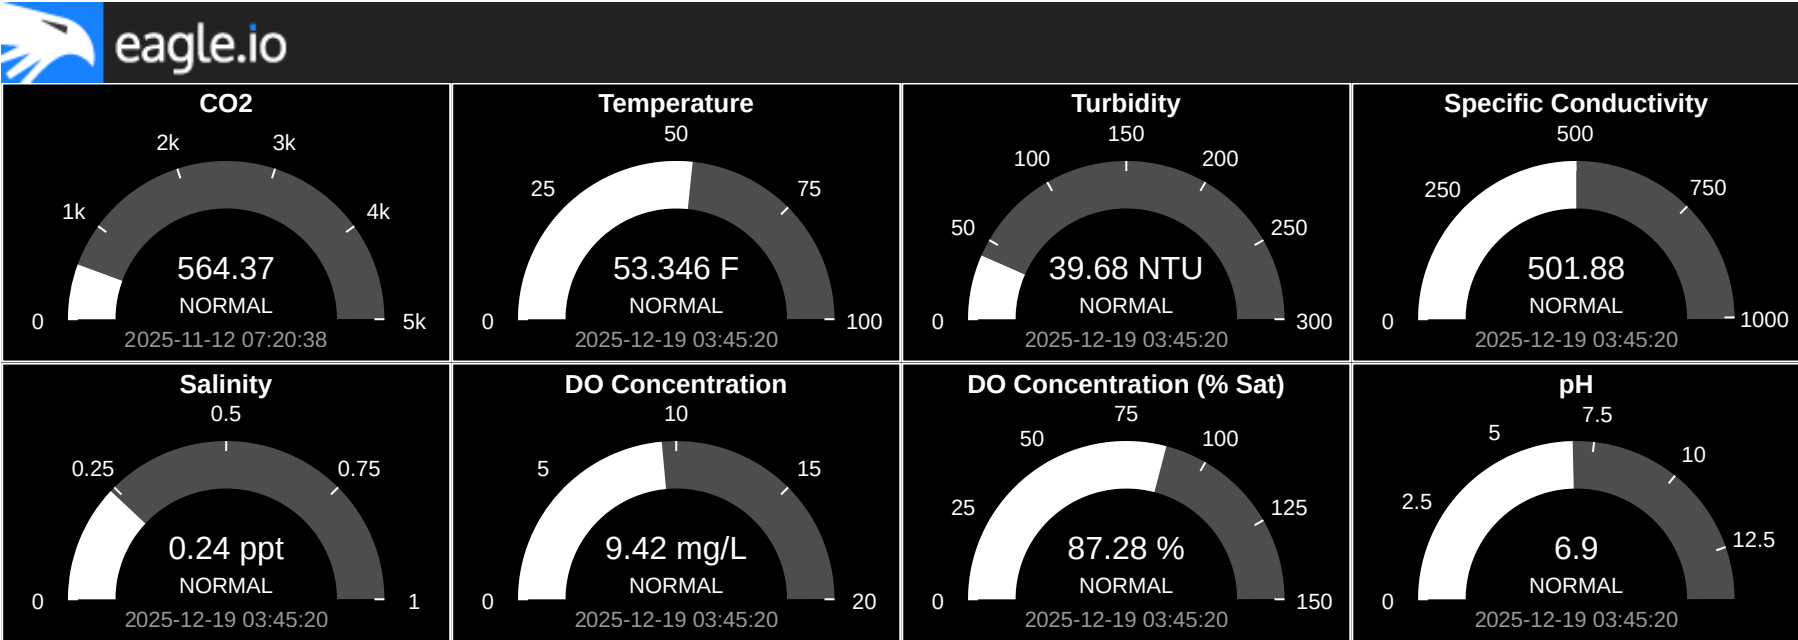 eagle.io
CO2
2k 3k
1k 4k
564.37
NORMAL
0 5k
2025-11-12 07:20:38
Temperature
50
25 75
53.346 F
NORMAL
0 100
2025-12-19 03:45:20
Turbidity
150
100 200
50 250
39.68 NTU
NORMAL
0 300
2025-12-19 03:45:20
Specific Conductivity
500
250 750
501.88
NORMAL
0 1000
2025-12-19 03:45:20
Salinity
0.5
0.25 0.75
0.24 ppt
NORMAL
0 1
2025-12-19 03:45:20
DO Concentration
10
5 15
9.42 mg/L
NORMAL
0 20
2025-12-19 03:45:20
DO Concentration (% Sat)
75
50 100
25 125
87.28 %
NORMAL
0 150
2025-12-19 03:45:20
pH
7.5
5 10
2.5 12.5
6.9
NORMAL
0
2025-12-19 03:45:20